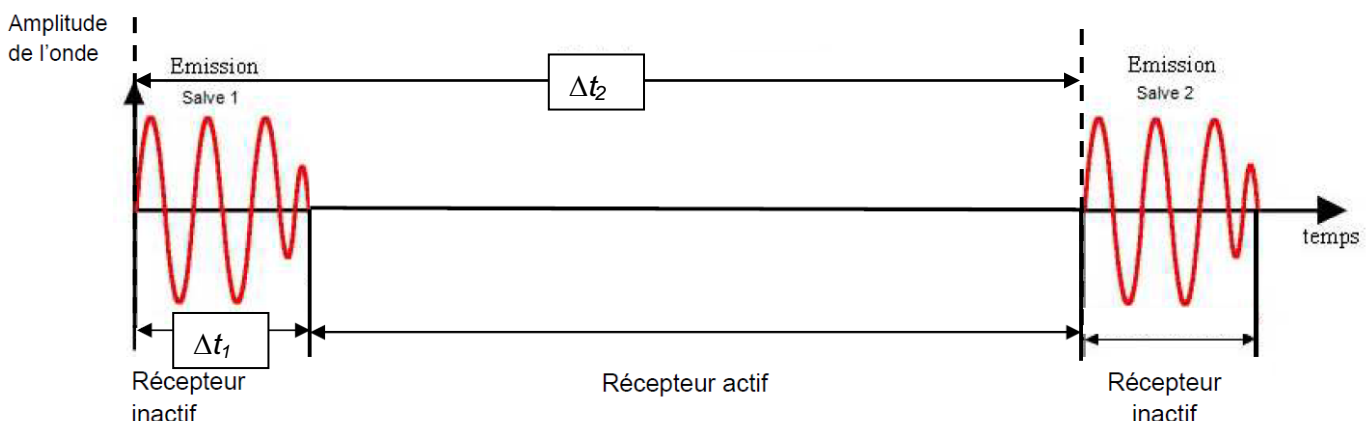 Amplitude
de l'onde
Emission
Salve 1
Δt2
Emission
Salve 2
temps
Δt1
Récepteur
inactif
Récepteur actif
Récepteur
inactif